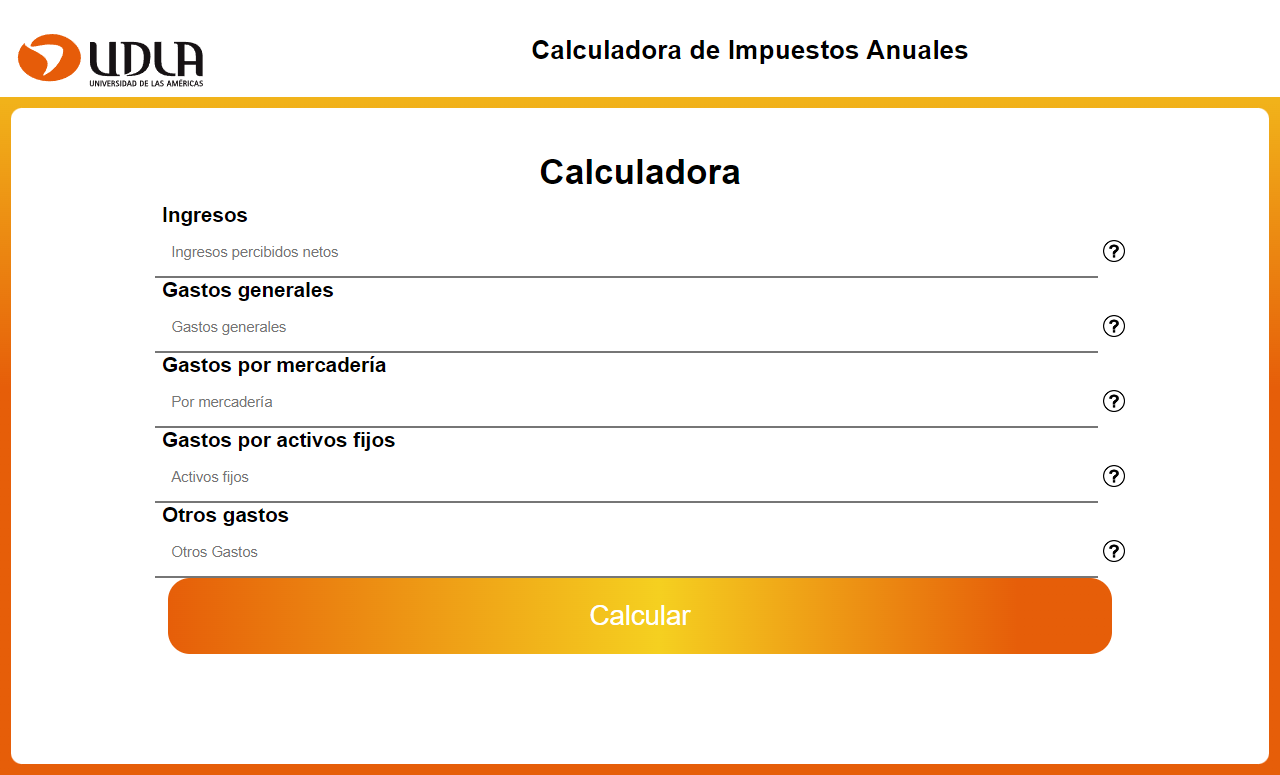 UDLA
UNIVERSIDAD DE LAS AMÉRICAS
Calculadora de Impuestos Anuales
Calculadora
Ingresos
Ingresos percibidos netos
?
Gastos generales
Gastos generales
?
Gastos por mercadería
Por mercadería
?
Gastos por activos fijos
Activos fijos
?
Otros gastos
Otros Gastos
?
Calcular